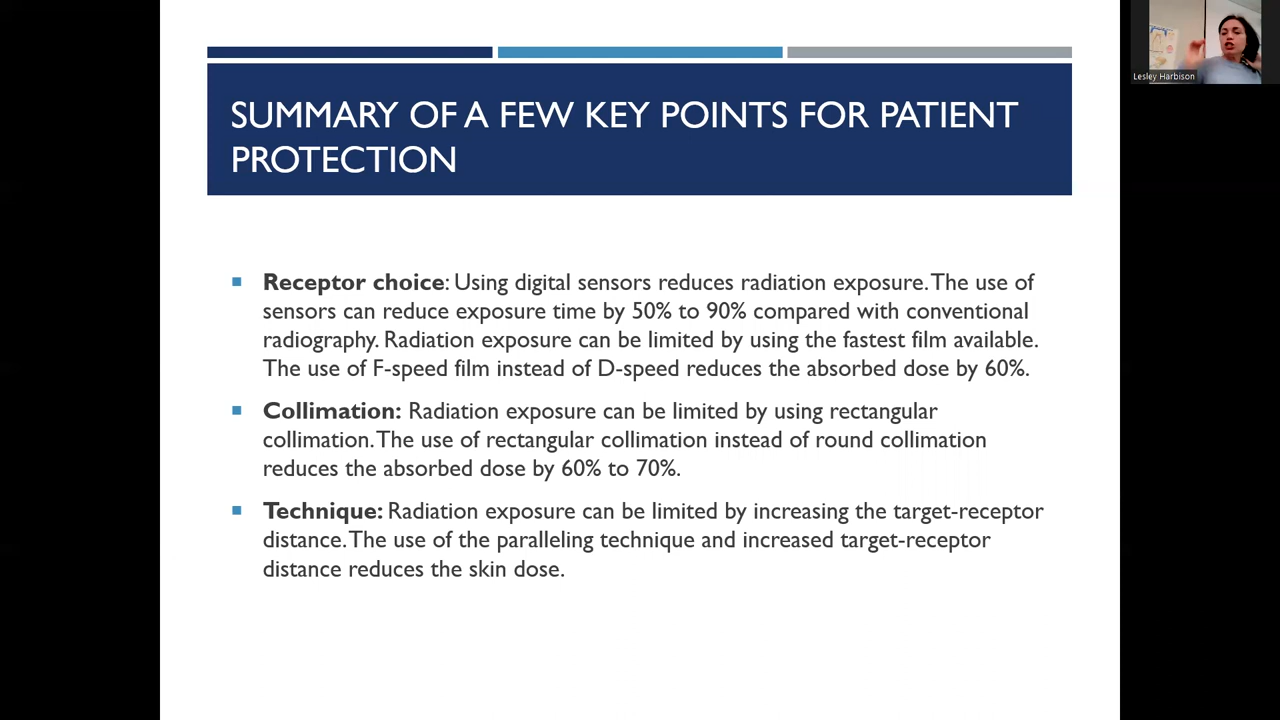 SUMMARY OF A FEW KEY POINTS FOR PATIENT
PROTECTION
Lesley Harbison
▪ Receptor choice: Using digital sensors reduces radiation exposure. The use of
sensors can reduce exposure time by 50% to 90% compared with conventional
radiography. Radiation exposure can be limited by using the fastest film available.
The use of F-speed film instead of D-speed reduces the absorbed dose by 60%.
▪ Collimation: Radiation exposure can be limited by using rectangular
collimation. The use of rectangular collimation instead of round collimation
reduces the absorbed dose by 60% to 70%.
▪ Technique: Radiation exposure can be limited by increasing the target-receptor
distance. The use of the paralleling technique and increased target-receptor
distance reduces the skin dose.